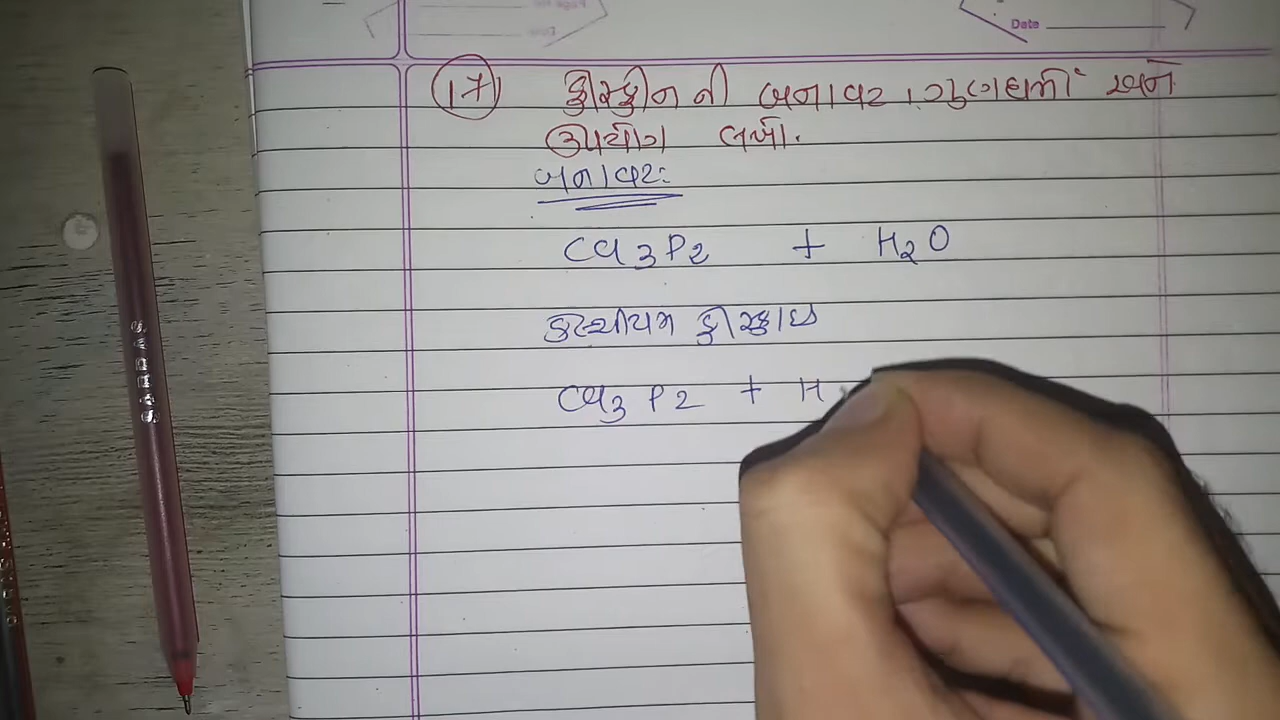 Date
(17) ફોસ્ફીન ની બનાવટ, ગુણધર્મો અને
ઉપયોગ લખો.
બનાવટ:
Ca3P2 + H2O
કેલ્શીયમ ફોસ્ફાઇડ
Ca3P2 + H